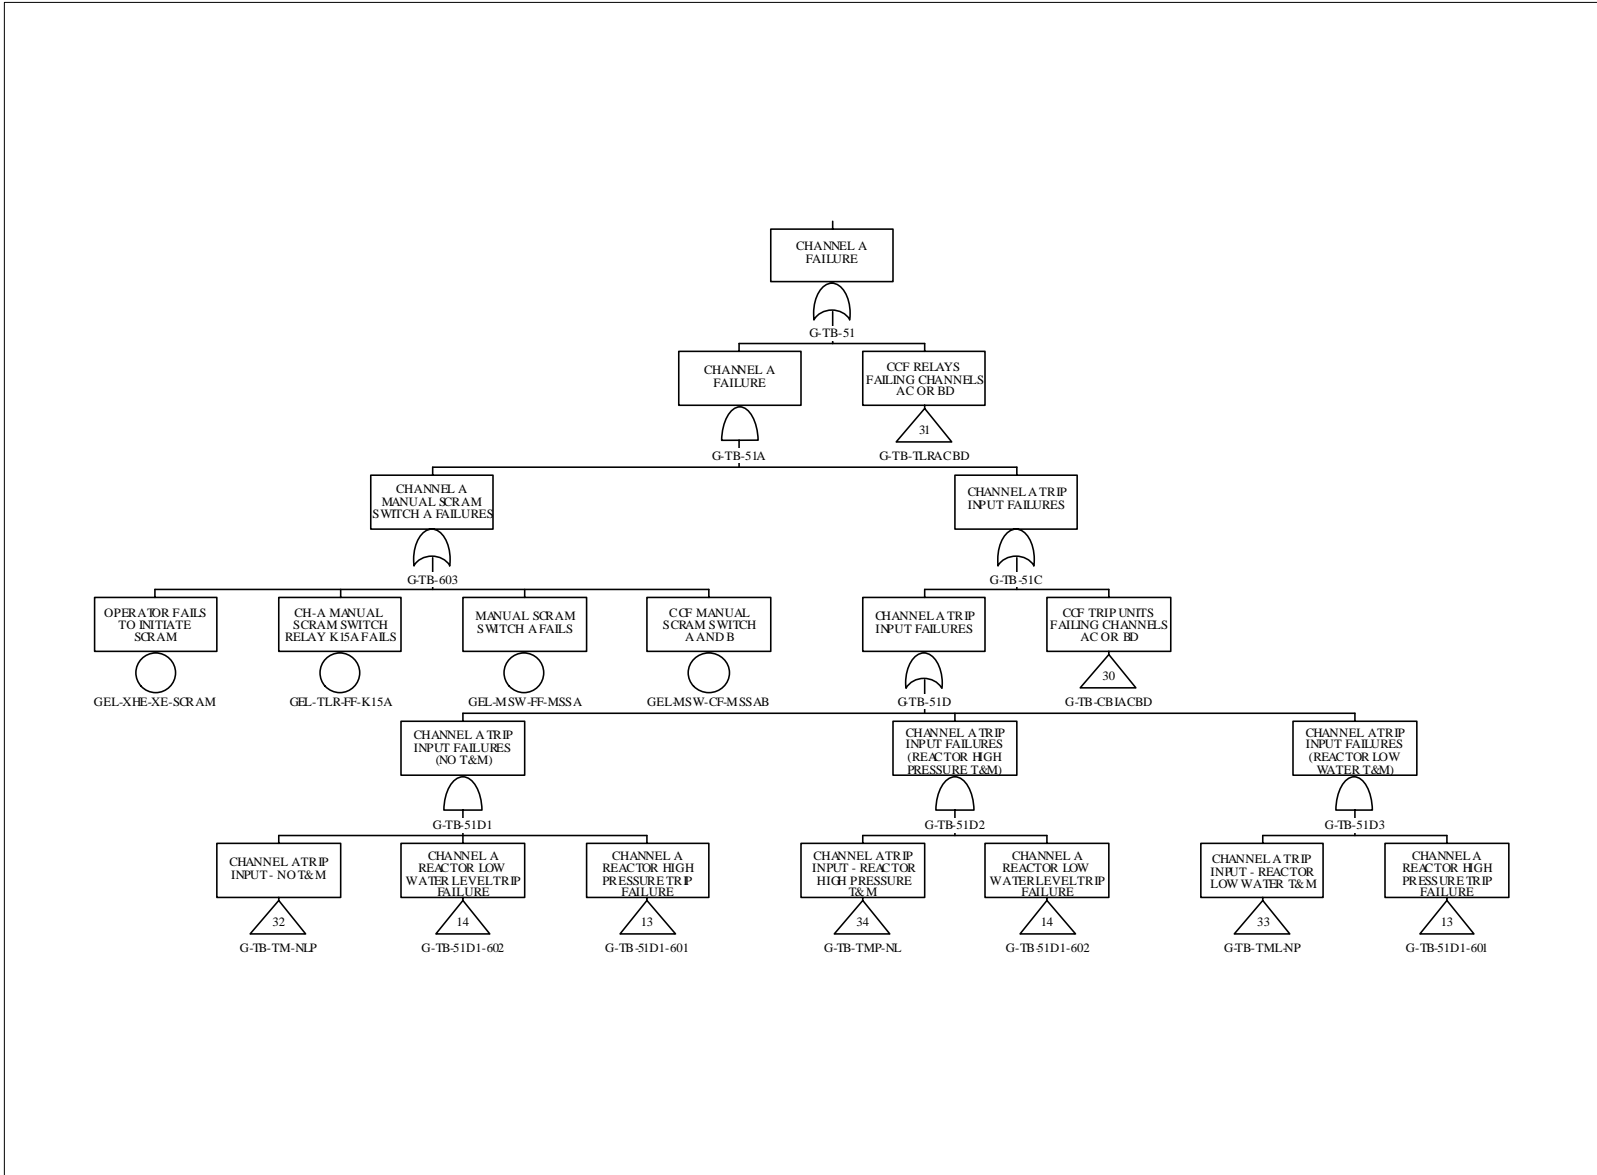 CHANNEL A
FAILURE
G-TB-51
CHANNEL A
FAILURE
G-TB-51A
CCF RELAYS
FAILING CHANNELS
AC OR BD
31
G-TB-TLRACBD
CHANNEL A
MANUAL SCRAM
SWITCH A FAILURES
G-TB-603
CHANNEL A TRIP
INPUT FAILURES
G-TB-51C
OPERATOR FAILS
TO INITIATE
SCRAM
GEL-XHE-XE-SCRAM
CH-A MANUAL
SCRAM SWITCH
RELAY K15A FAILS
GEL-TLR-FF-K15A
MANUAL SCRAM
SWITCH A FAILS
GEL-MSW-FF-MSSA
CCF MANUAL
SCRAM SWITCH
A AND B
GEL-MSW-CF-MSSAB
CHANNEL A TRIP
INPUT FAILURES
G-TB-51D
CCF TRIP UNITS
FAILING CHANNELS
AC OR BD
30
G-TB-CBIACBD
CHANNEL A TRIP
INPUT FAILURES
(NO T&M)
G-TB-51D1
CHANNEL A TRIP
INPUT FAILURES
(REACTOR HIGH
PRESSURE T&M)
G-TB-51D2
CHANNEL A TRIP
INPUT FAILURES
(REACTOR LOW
WATER T&M)
G-TB-51D3
CHANNEL A TRIP
INPUT - NO T&M
32
G-TB-TM-NLP
CHANNEL A
REACTOR LOW
WATER LEVEL TRIP
FAILURE
14
G-TB-51D1-602
CHANNEL A
REACTOR HIGH
PRESSURE TRIP
FAILURE
13
G-TB-51D1-601
CHANNEL A TRIP
INPUT - REACTOR
HIGH PRESSURE
T&M
34
G-TB-TMP-NL
CHANNEL A
REACTOR LOW
WATER LEVEL TRIP
FAILURE
14
G-TB-51D1-602
CHANNEL A TRIP
INPUT - REACTOR
LOW WATER T&M
33
G-TB-TML-NP
CHANNEL A
REACTOR HIGH
PRESSURE TRIP
FAILURE
13
G-TB-51D1-601